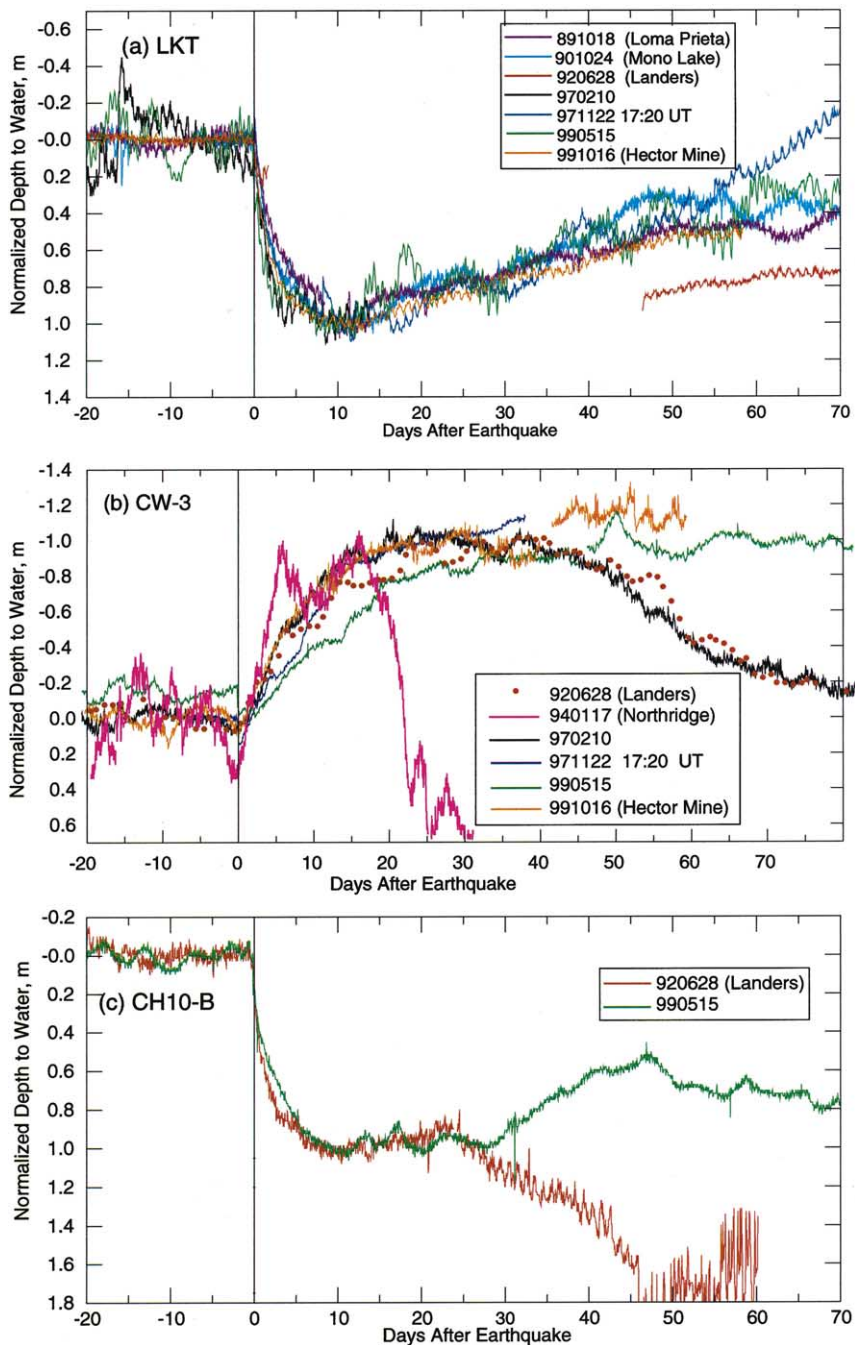 (a) LKT
Normalized Depth to Water, m
-0.6
-0.4
-0.2
-0.0
0.2
0.4
0.6
0.8
1.0
1.2
1.4
891018 (Loma Prieta)
901024 (Mono Lake)
920628 (Landers)
970210
971122 17:20 UT
990515
991016 (Hector Mine)
-20 -10 0 10 20 30 40 50 60 70
Days After Earthquake
(b) CW-3
Normalized Depth to Water, m
-1.4
-1.2
-1.0
-0.8
-0.6
-0.4
-0.2
0.0
0.2
0.4
0.6
920628 (Landers)
940117 (Northridge)
970210
971122 17:20 UT
990515
991016 (Hector Mine)
-20 -10 0 10 20 30 40 50 60 70
Days After Earthquake
(c) CH10-B
Normalized Depth to Water, m
-0.2
-0.0
0.2
0.4
0.6
0.8
1.0
1.2
1.4
1.6
1.8
920628 (Landers)
990515
-20 -10 0 10 20 30 40 50 60 70
Days After Earthquake